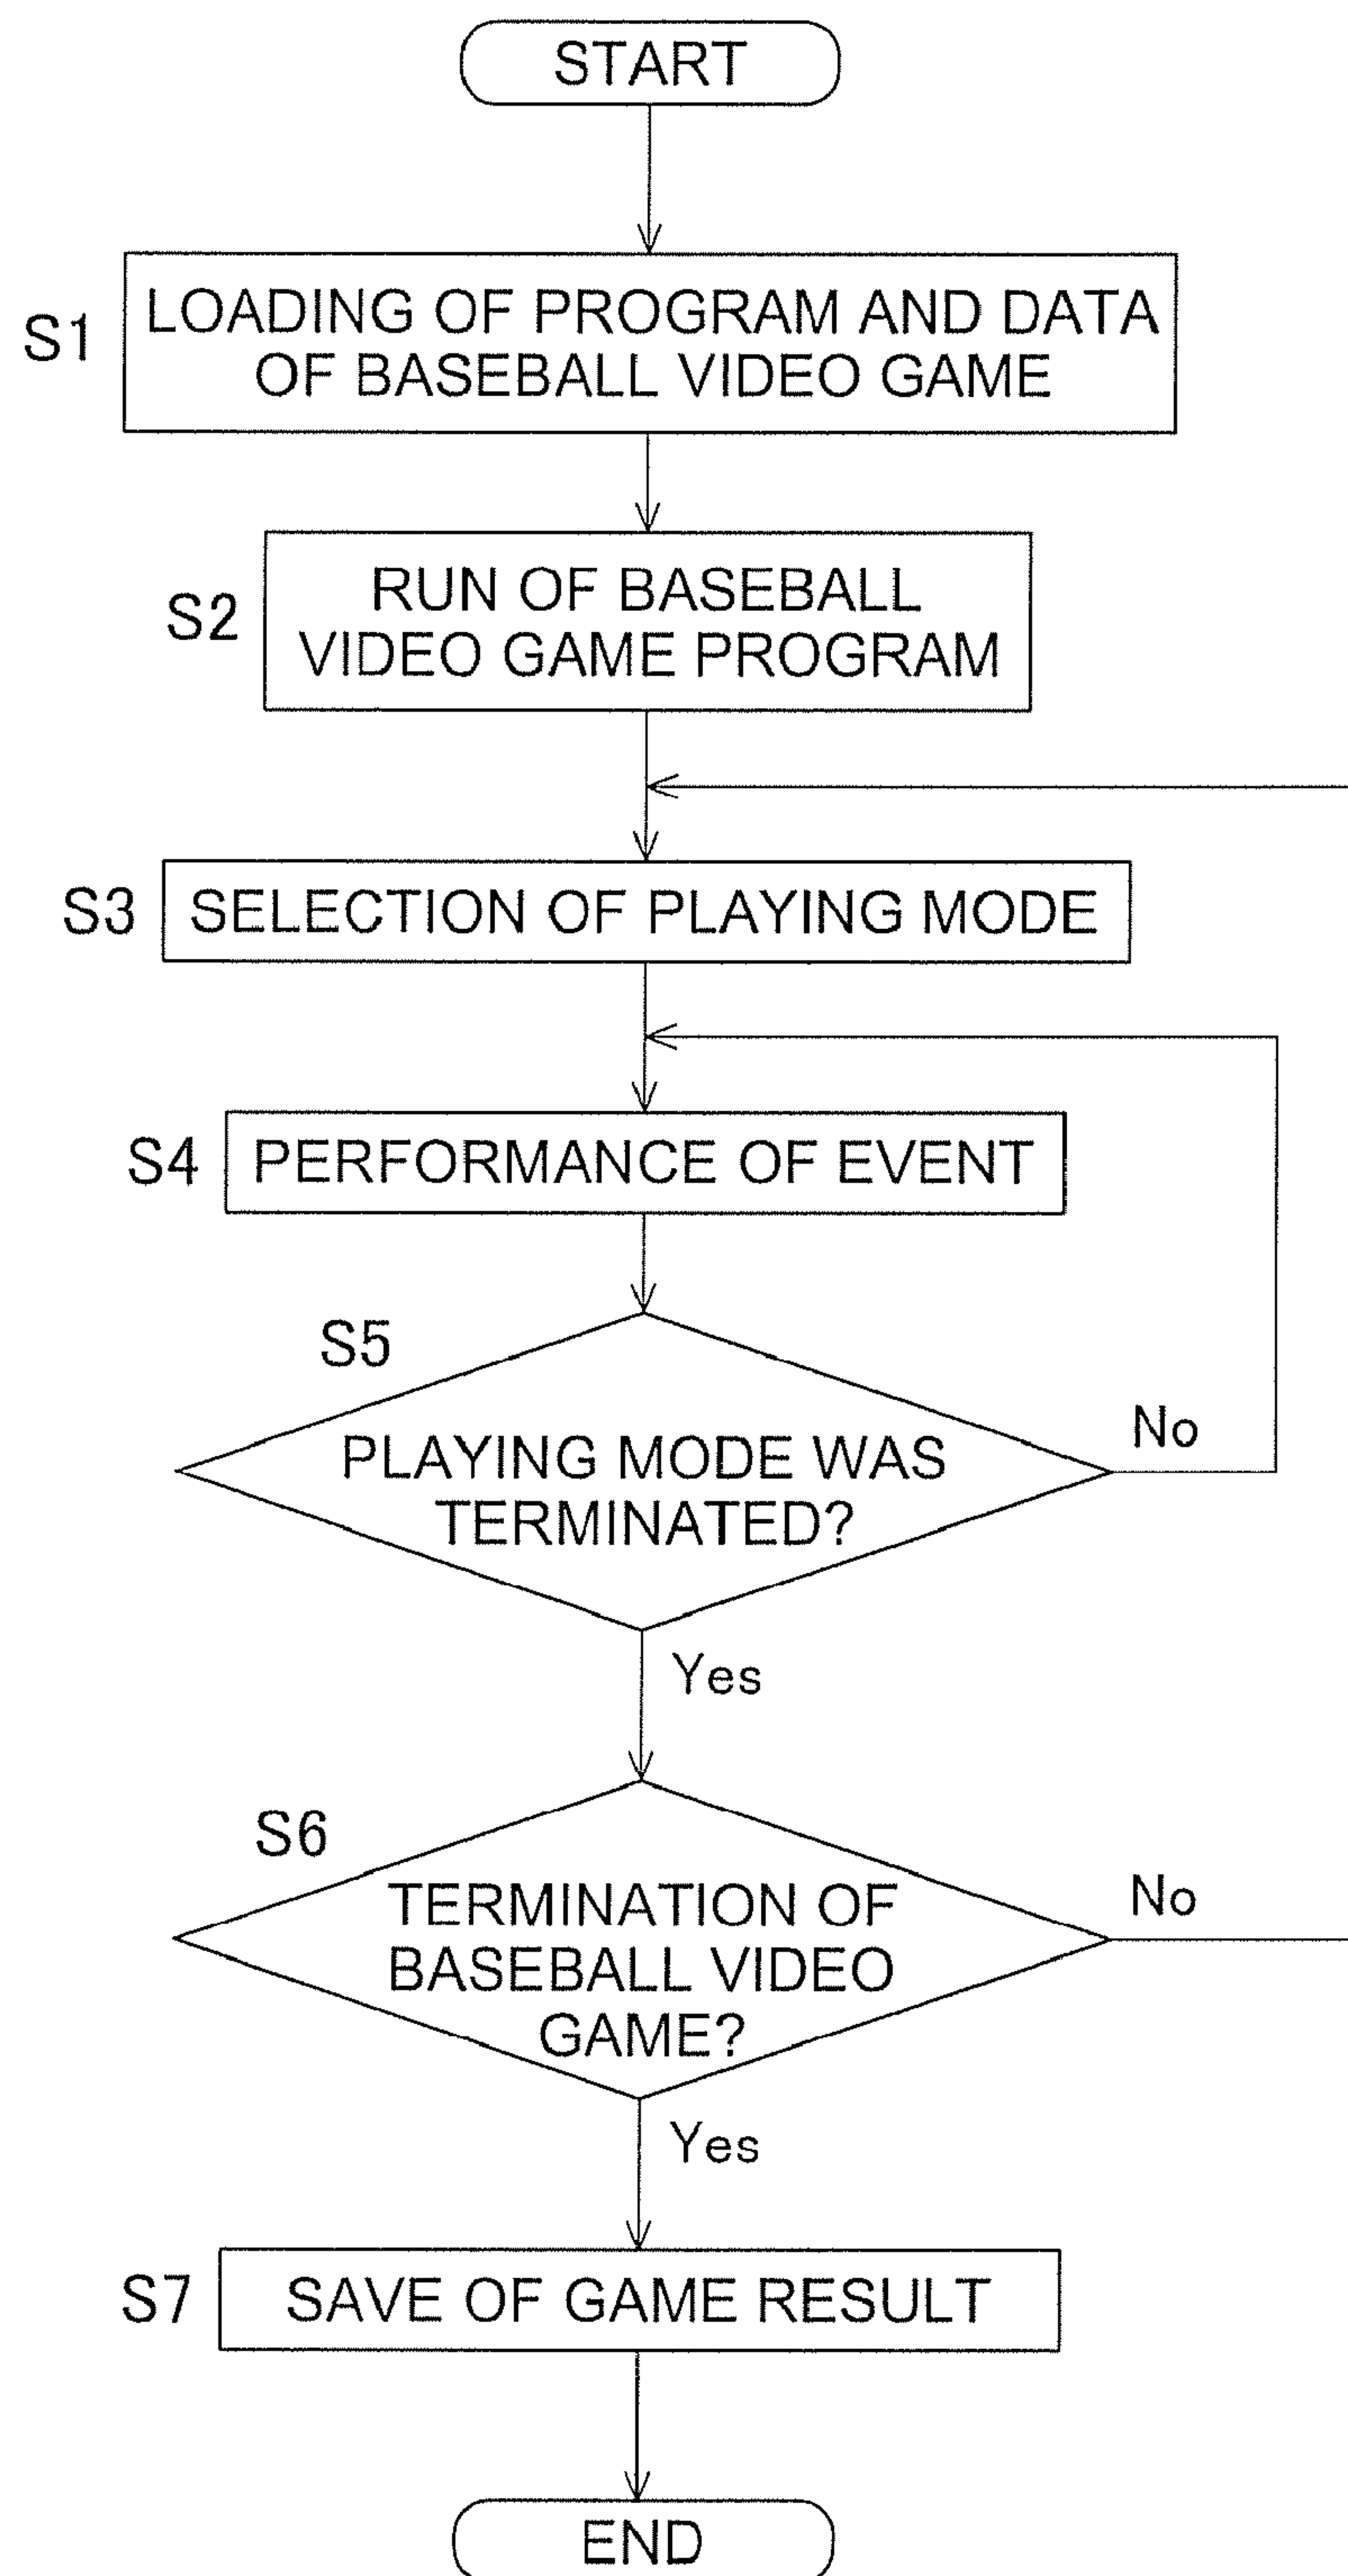 START
S1
LOADING OF PROGRAM AND DATA
OF BASEBALL VIDEO GAME
S2
RUN OF BASEBALL
VIDEO GAME PROGRAM
S3
SELECTION OF PLAYING MODE
S4
PERFORMANCE OF EVENT
S5
PLAYING MODE WAS
TERMINATED?
No
Yes
S6
TERMINATION OF
BASEBALL VIDEO
GAME?
No
Yes
S7
SAVE OF GAME RESULT
END